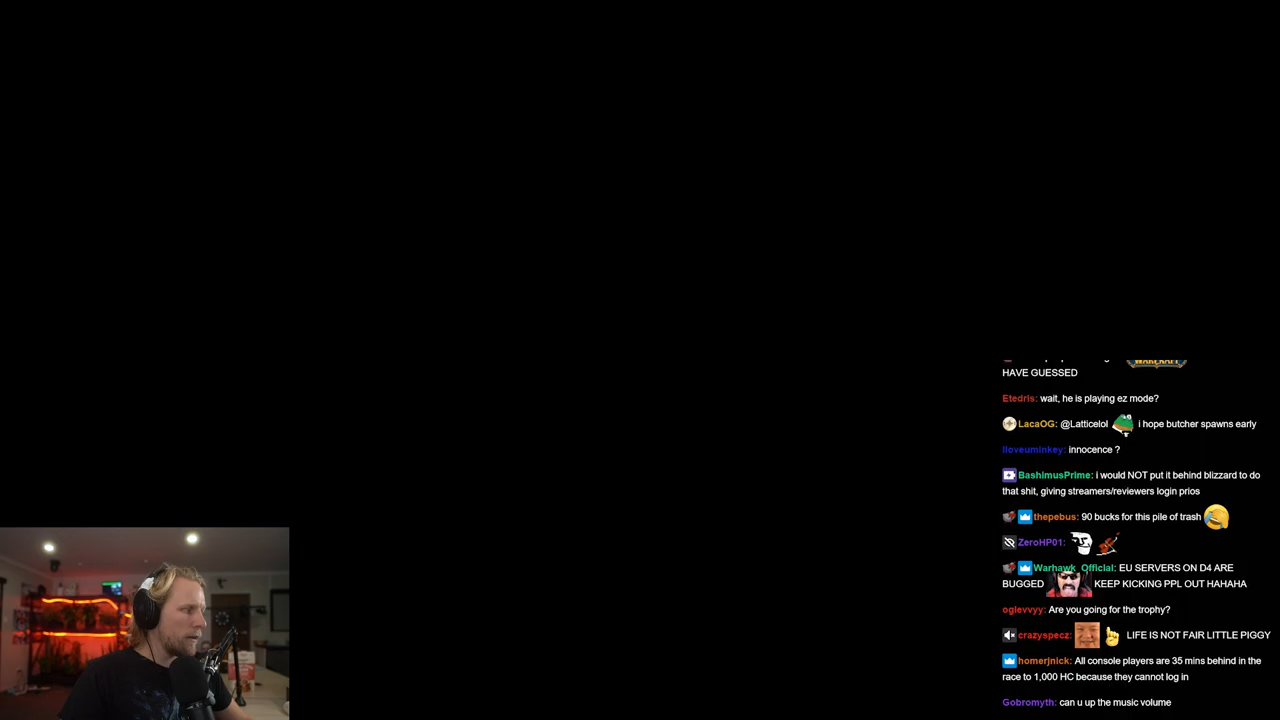 HAVE GUESSED
Etedris: wait, he is playing ez mode?
LacaOG: @Latticelol i hope butcher spawns early
Iloveuminkey: innocence ?
BashimusPrime: i would NOT put it behind blizzard to do
that shit, giving streamers/reviewers login prios
thepebus: 90 bucks for this pile of trash
ZeroHP01:
Warhawk_Official: EU SERVERS ON D4 ARE
BUGGED KEEP KICKING PPL OUT HAHAHA
oglevvyy: Are you going for the trophy?
crazyspecz: LIFE IS NOT FAIR LITTLE PIGGY
homerjnick: All console players are 35 mins behind in the
race to 1,000 HC because they cannot log in
Gobromyth: can u up the music volume